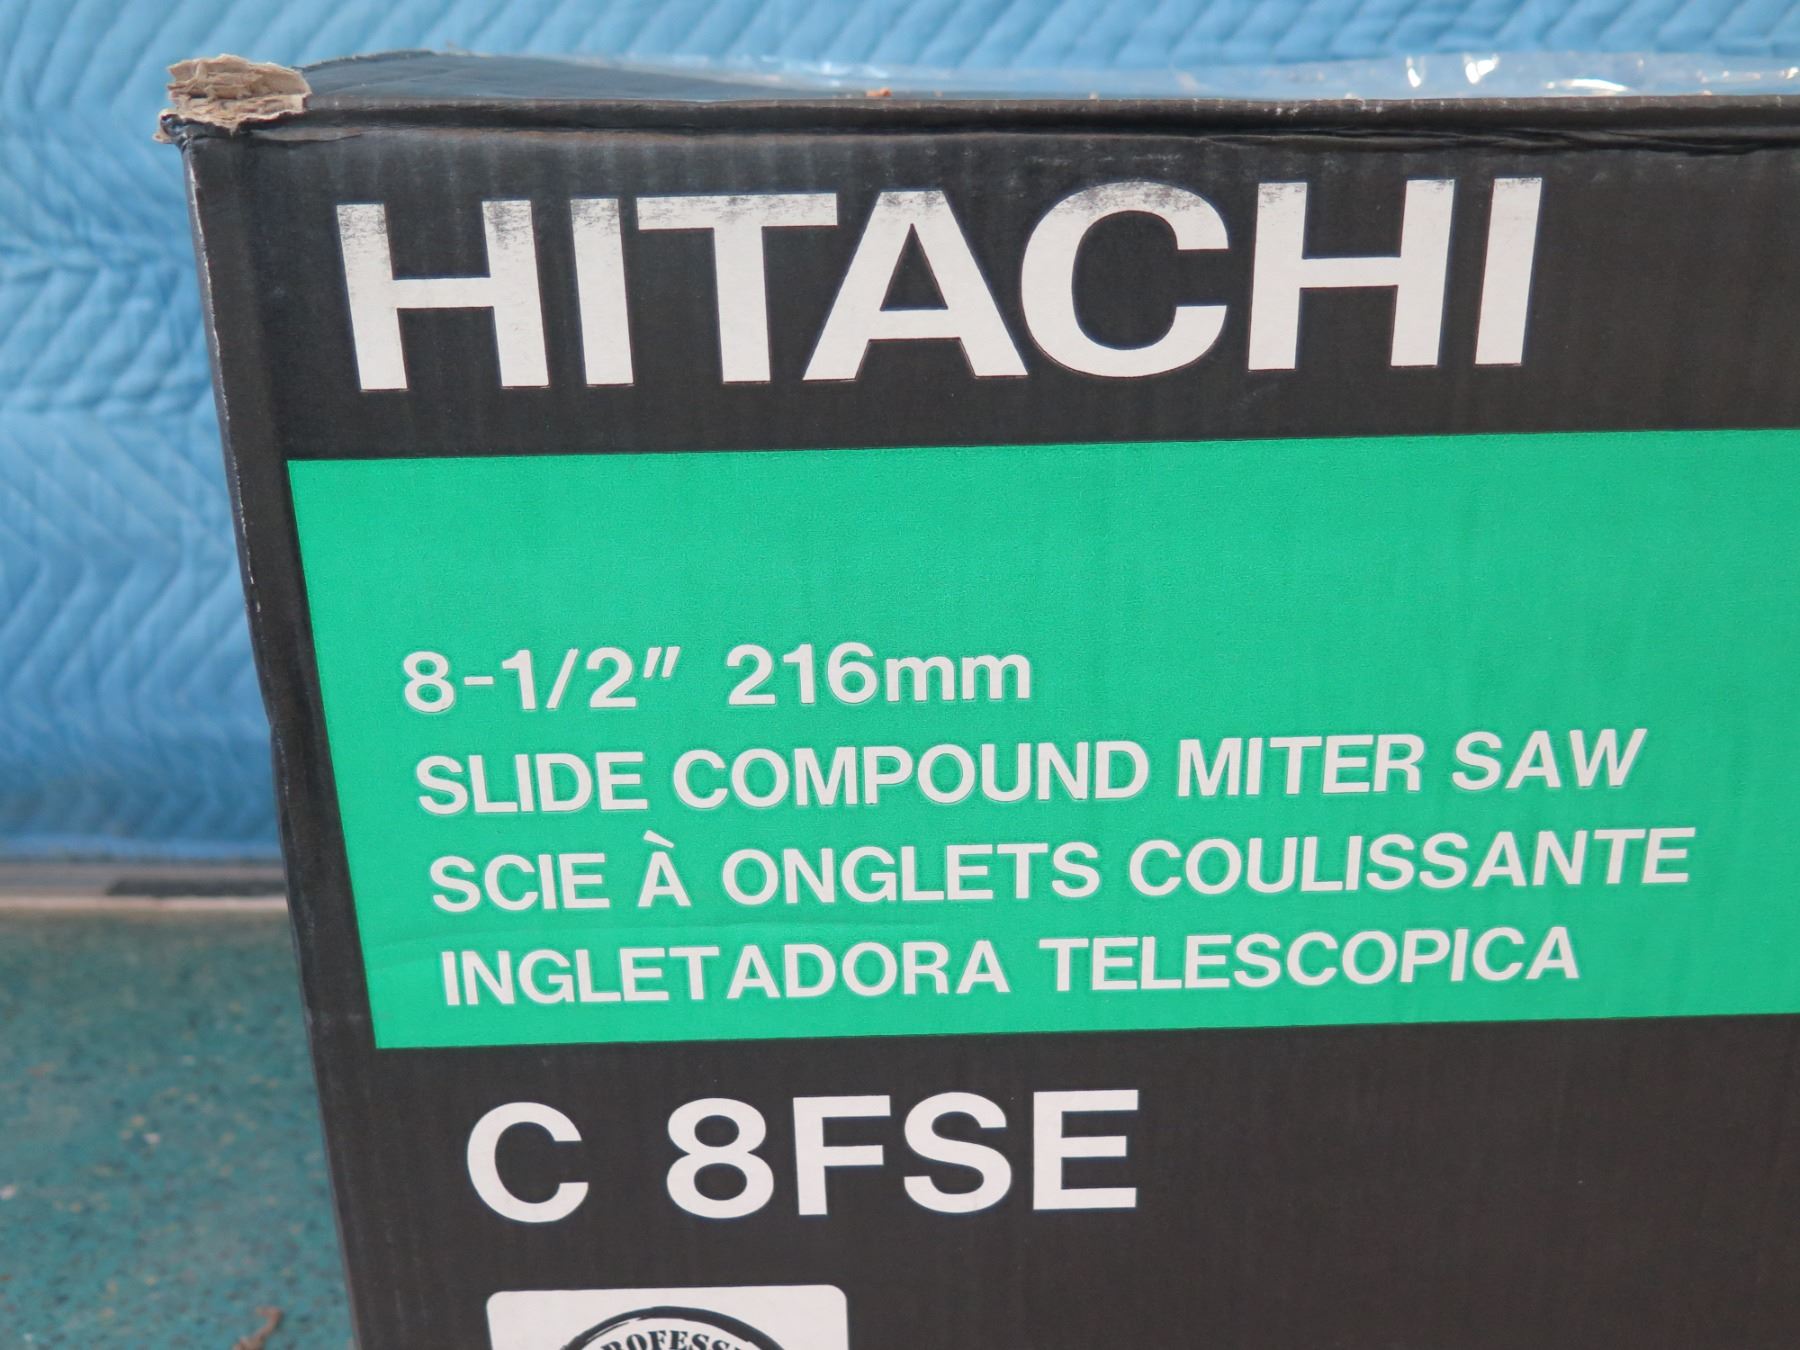 HITACHI
8-1/2" 216mm
SLIDE COMPOUND MITER SAW
SCIE À ONGLETS COULISSANTE
INGLETADORA TELESCOPICA
C 8FSE